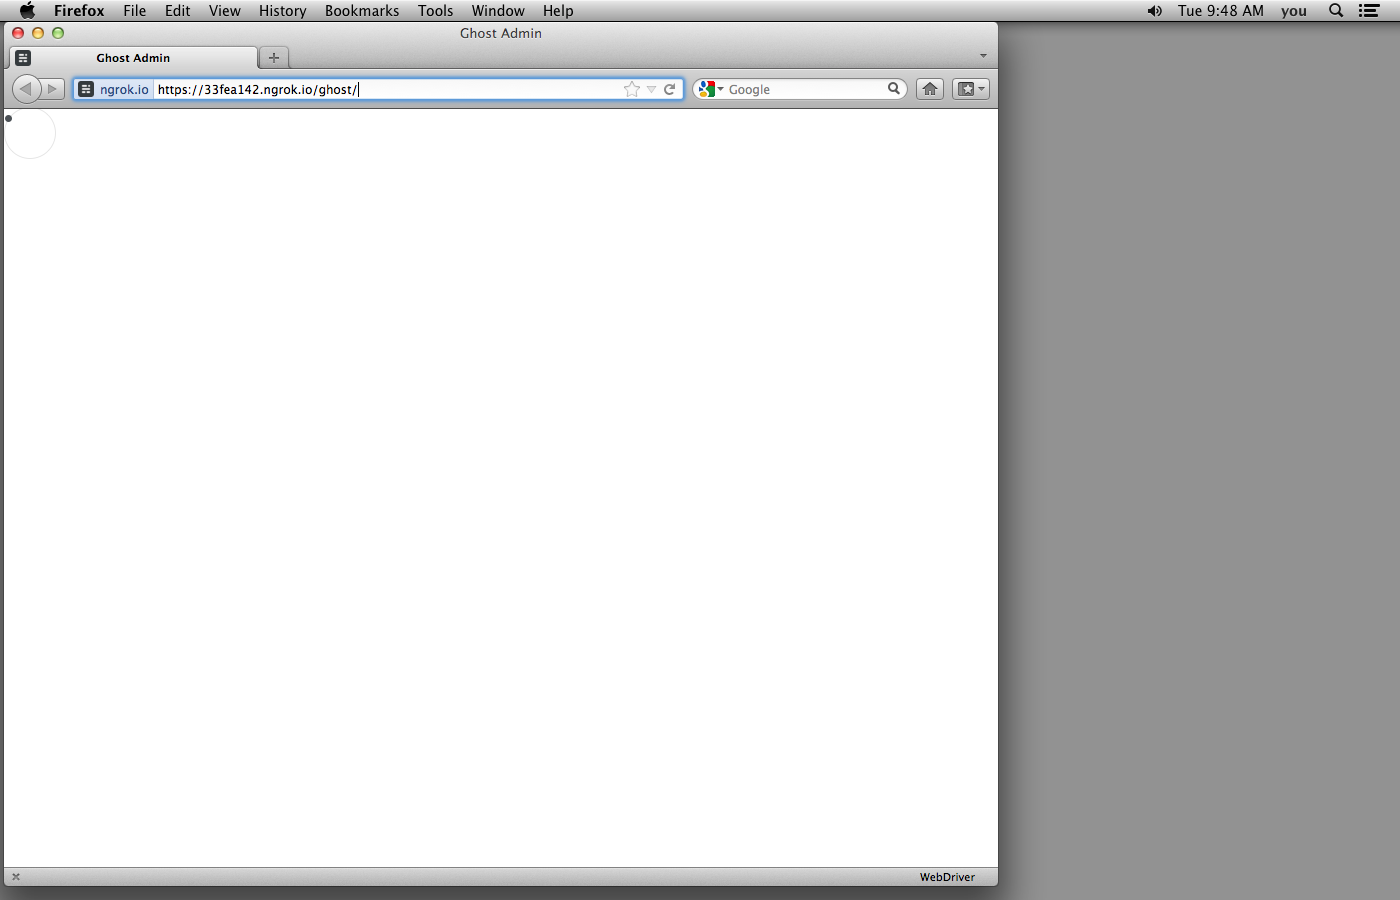 Firefox File Edit View History Bookmarks Tools Window Help Tue 9:48 AM you
Ghost Admin
Ghost Admin
ngrok.io https://33fea142.ngrok.io/ghost/ Google
WebDriver